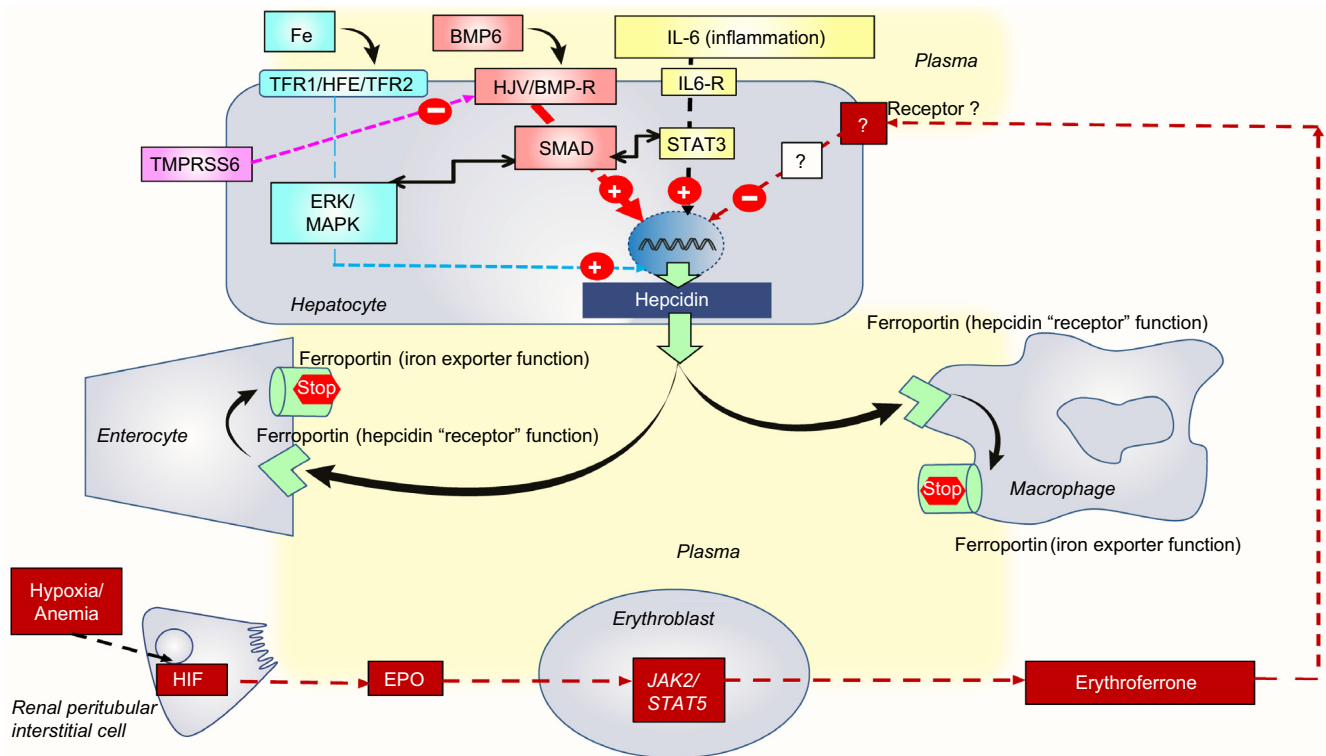 Fe
BMP6
IL-6 (inflammation)
Plasma
TFR1/HFE/TFR2
HJV/BMP-R
IL6-R
Receptor ?
?
TMPRSS6
SMAD
STAT3
?
ERK/
MAPK
Hepatocyte
Hepcidin
Ferroportin (hepcidin “receptor” function)
Ferroportin (iron exporter function)
Stop
Enterocyte
Ferroportin (hepcidin “receptor” function)
Stop
Macrophage
Ferroportin (iron exporter function)
Plasma
Hypoxia/
Anemia
Erythroblast
HIF
EPO
JAK2/
STAT5
Erythroferrone
Renal peritubular
interstitial cell